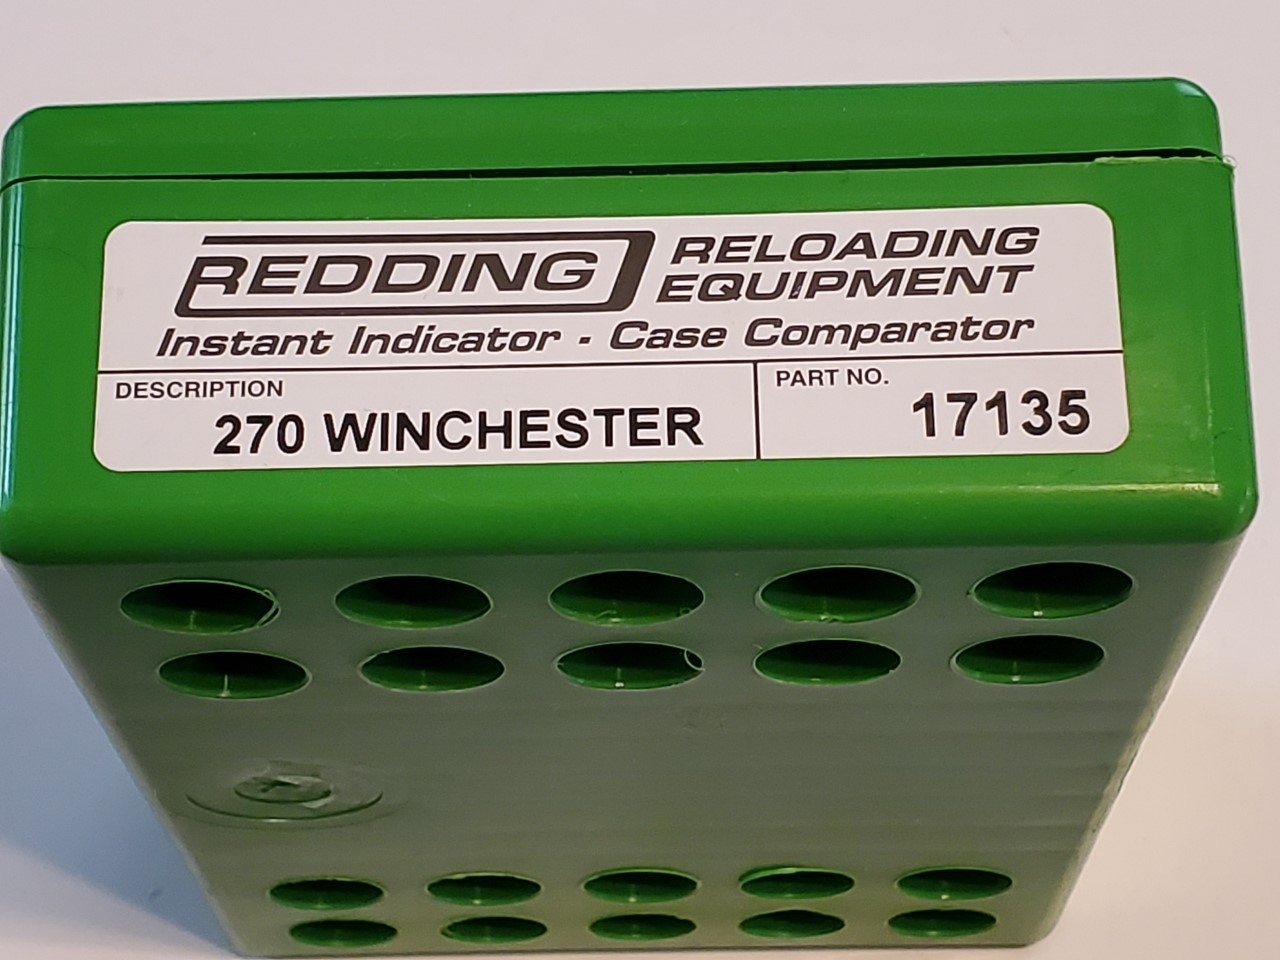 REDDING RELOADING
EQUIPMENT
Instant Indicator - Case Comparator
DESCRIPTION
270 WINCHESTER
PART NO.
17135